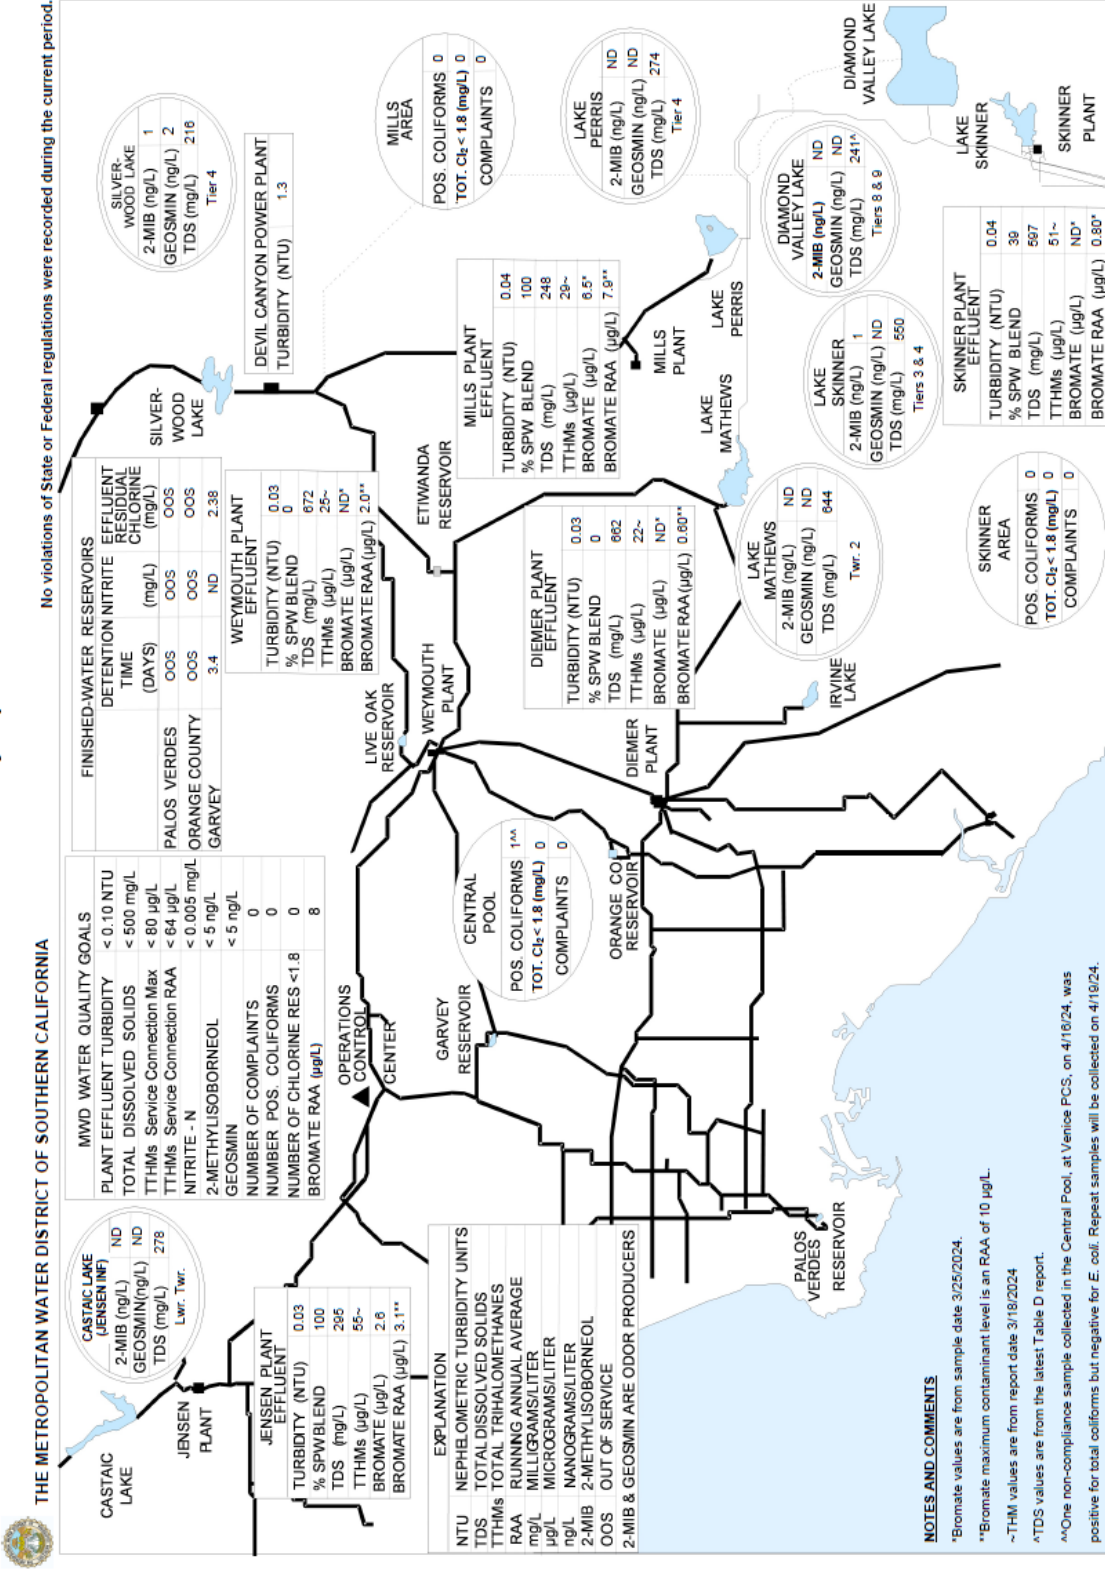 THE METROPOLITAN WATER DISTRICT OF SOUTHERN CALIFORNIA
No violations of State or Federal regulations were recorded during the current period.
CASTAIC LAKE
(JENSEN INF)
2-MIB (ng/L) ND
GEOSMIN(ng/L) ND
TDS (mg/L) 278
Lwr. Twr.
CASTAIC
LAKE
JENSEN
PLANT
MWD WATER QUALITY GOALS
PLANT EFFLUENT TURBIDITY < 0.10 NTU
TOTAL DISSOLVED SOLIDS < 500 mg/L
TTHMs Service Connection Max < 80 µg/L
TTHMs Service Connection RAA < 64 µg/L
NITRITE - N < 0.005 mg/L
2-METHYLISOBORNEOL < 5 ng/L
GEOSMIN < 5 ng/L
NUMBER OF COMPLAINTS 0
NUMBER POS. COLIFORMS 0
NUMBER OF CHLORINE RES <1.8 0
BROMATE RAA (µg/L) 8
FINISHED-WATER RESERVOIRS
DETENTION TIME (DAYS) NITRITE (mg/L) EFFLUENT RESIDUAL CHLORINE (mg/L)
PALOS VERDES OOS OOS OOS
ORANGE COUNTY OOS OOS OOS
GARVEY 3.4 ND 2.38
SILVER-
WOOD
LAKE
SILVER-
WOOD LAKE
2-MIB (ng/L) 1
GEOSMIN (ng/L) 2
TDS (mg/L) 216
Tier 4
DEVIL CANYON POWER PLANT
TURBIDITY (NTU) 1.3
JENSEN PLANT
EFFLUENT
TURBIDITY (NTU) 0.03
% SPW BLEND 100
TDS (mg/L) 295
TTHMs (µg/L) 55~
BROMATE (µg/L) 2.6
BROMATE RAA (µg/L) 3.1**
WEYMOUTH PLANT
EFFLUENT
TURBIDITY (NTU) 0.03
% SPW BLEND 0
TDS (mg/L) 672
TTHMs (µg/L) 25~
BROMATE (µg/L) ND*
BROMATE RAA (µg/L) 2.0**
OPERATIONS
CONTROL
CENTER
LIVE OAK
RESERVOIR
WEYMOUTH
PLANT
ETIWANDA
RESERVOIR
MILLS
AREA
POS. COLIFORMS 0
*TOT. Cl₂ < 1.8 (mg/L) 0
COMPLAINTS 0
MILLS PLANT
EFFLUENT
TURBIDITY (NTU) 0.04
% SPW BLEND 100
TDS (mg/L) 248
TTHMs (µg/L) 29~
BROMATE (µg/L) 6.5*
BROMATE RAA (µg/L) 7.9**
EXPLANATION
NTU NEPHELOMETRIC TURBIDITY UNITS
TDS TOTAL DISSOLVED SOLIDS
TTHMs TOTAL TRIHALOMETHANES
RAA RUNNING ANNUAL AVERAGE
mg/L MILLIGRAMS/LITER
µg/L MICROGRAMS/LITER
ng/L NANOGRAMS/LITER
2-MIB 2-METHYLISOBORNEOL
OOS OUT OF SERVICE
2-MIB & GEOSMIN ARE ODOR PRODUCERS
GARVEY
RESERVOIR
CENTRAL
POOL
POS. COLIFORMS 1^^
TOT. Cl₂ < 1.8 (mg/L) 0
COMPLAINTS 0
ORANGE CO
RESERVOIR
DIEMER PLANT
EFFLUENT
TURBIDITY (NTU) 0.03
% SPW BLEND 0
TDS (mg/L) 662
TTHMs (µg/L) 22~
BROMATE (µg/L) ND*
BROMATE RAA (µg/L) 0.60**
DIEMER
PLANT
MILLS
PLANT
LAKE
PERRIS
LAKE
PERRIS
2-MIB (ng/L) ND
GEOSMIN (ng/L) ND
TDS (mg/L) 274
Tier 4
LAKE
MATHEWS
LAKE
MATHEWS
2-MIB (ng/L) ND
GEOSMIN (ng/L) ND
TDS (mg/L) 644
Twr. 2
DIAMOND
VALLEY LAKE
2-MIB (ng/L) ND
GEOSMIN (ng/L) ND
TDS (mg/L) 241^
Tiers 8 & 9
DIAMOND
VALLEY LAKE
LAKE
SKINNER
2-MIB (ng/L) 1
GEOSMIN (ng/L) ND
TDS (mg/L) 550
Tiers 3 & 4
IRVINE
LAKE
PALOS
VERDES
RESERVOIR
LAKE
SKINNER
SKINNER
PLANT
SKINNER PLANT
EFFLUENT
TURBIDITY (NTU) 0.04
% SPW BLEND 39
TDS (mg/L) 597
TTHMs (µg/L) 51~
BROMATE (µg/L) ND*
BROMATE RAA (µg/L) 0.80*
SKINNER
AREA
POS. COLIFORMS 0
TOT. Cl₂ < 1.8 (mg/L) 0
COMPLAINTS 0
NOTES AND COMMENTS
*Bromate values are from sample date 3/25/2024.
**Bromate maximum contaminant level is an RAA of 10 µg/L.
~THM values are from report date 3/18/2024
^TDS values are from the latest Table D report.
^^One non-compliance sample collected in the Central Pool, at Venice PCS, on 4/16/24, was
positive for total coliforms but negative for E. coli. Repeat samples will be collected on 4/19/24.